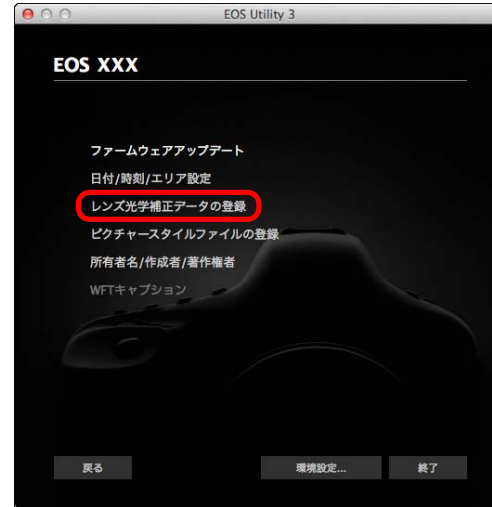 EOS Utility 3
EOS XXX
ファームウェアアップデート
日付/時刻/エリア設定
レンズ光学補正データの登録
ピクチャースタイルファイルの登録
所有者名/作成者/著作権者
WFTキャプション
戻る
環境設定...
終了